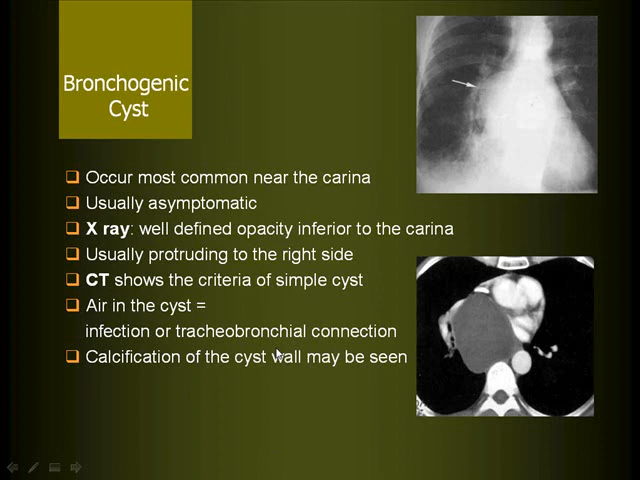 Bronchogenic
Cyst
Occur most common near the carina
Usually asymptomatic
X ray: well defined opacity inferior to the carina
Usually protruding to the right side
CT shows the criteria of simple cyst
Air in the cyst =
infection or tracheobronchial connection
Calcification of the cyst wall may be seen